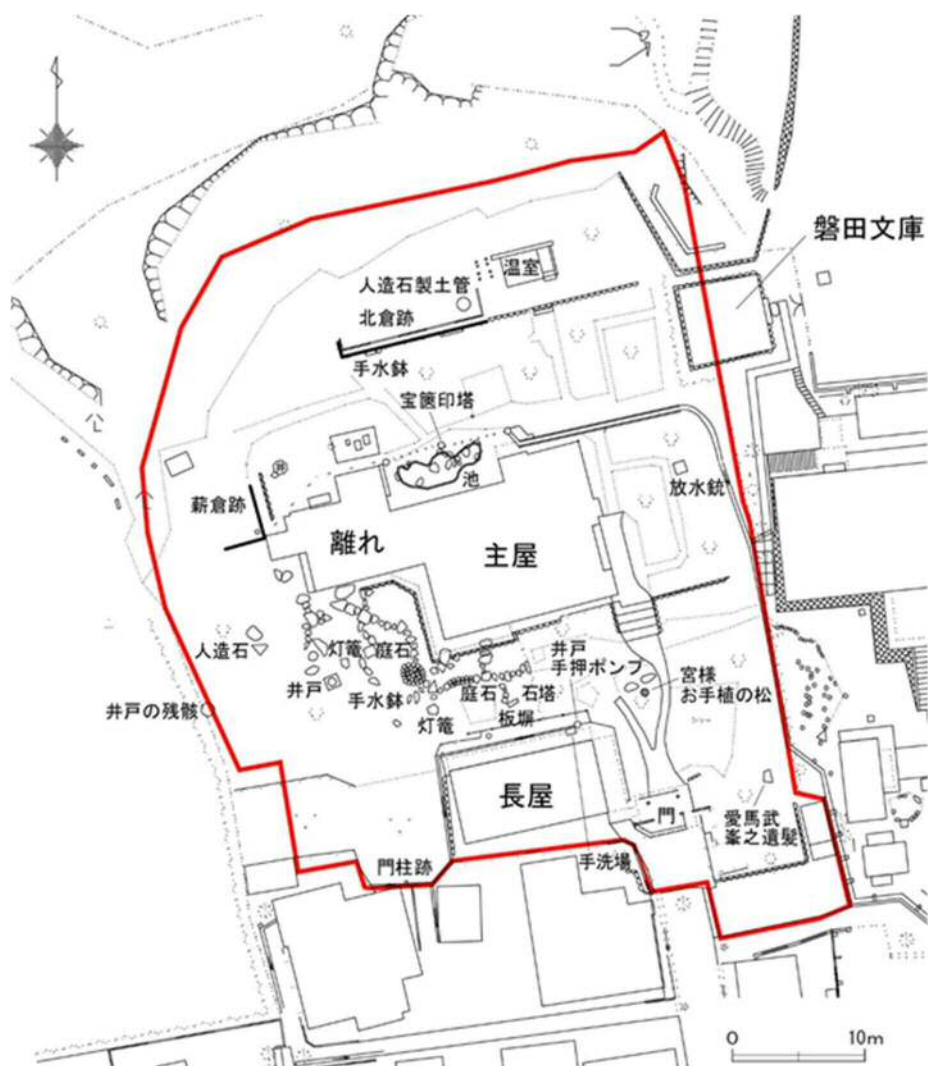 磐田文庫
温室
人造石製土管
北倉跡
手水鉢
宝篋印塔
池
放水銃
薪倉跡
離れ
主屋
人造石
灯篭
庭石
井戸
手押ポンプ
宮様
お手植の松
井戸
手水鉢
庭石
石塔
井戸の残骸
灯篭
板塀
長屋
門
愛馬武
峯之遺髪
門柱跡
手洗場
0
10m